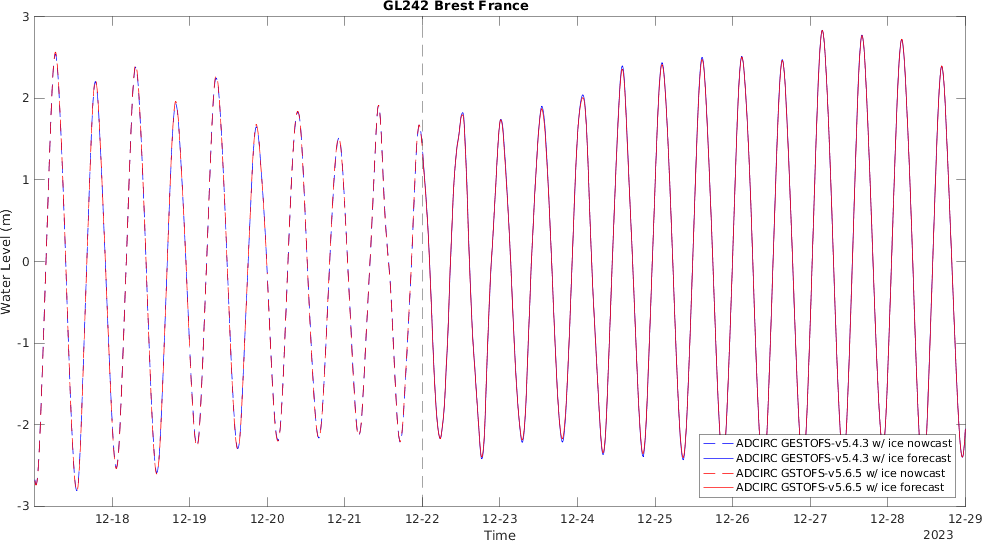 GL242 Brest France
3
2
1
0
-1
-2
-3
Water Level (m)
12-18
12-19
12-20
12-21
12-22
12-23
12-24
12-25
12-26
12-27
12-28
12-29
Time
2023
ADCIRC GESTOFS-v5.4.3 w/ ice nowcast
ADCIRC GESTOFS-v5.4.3 w/ ice forecast
ADCIRC GSTOFS-v5.6.5 w/ ice nowcast
ADCIRC GSTOFS-v5.6.5 w/ ice forecast